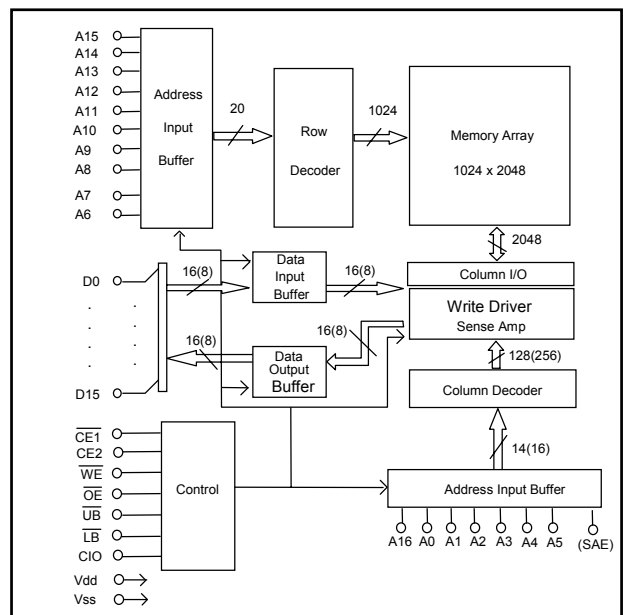 A15
A14
A13
A12
A11
A10
A9
A8
A7
A6
Address
Input
Buffer
20
Row
Decoder
1024
Memory Array
1024 x 2048
2048
D0
D15
16(8)
Data
Input
Buffer
16(8)
Column I/O
Write Driver
Sense Amp
16(8)
Data
Output
Buffer
16(8)
128(256)
Column Decoder
14(16)
Address Input Buffer
A16 A0 A1 A2 A3 A4 A5 (SAE)
CE1
CE2
WE
OE
UB
LB
CIO
Control
Vdd
Vss